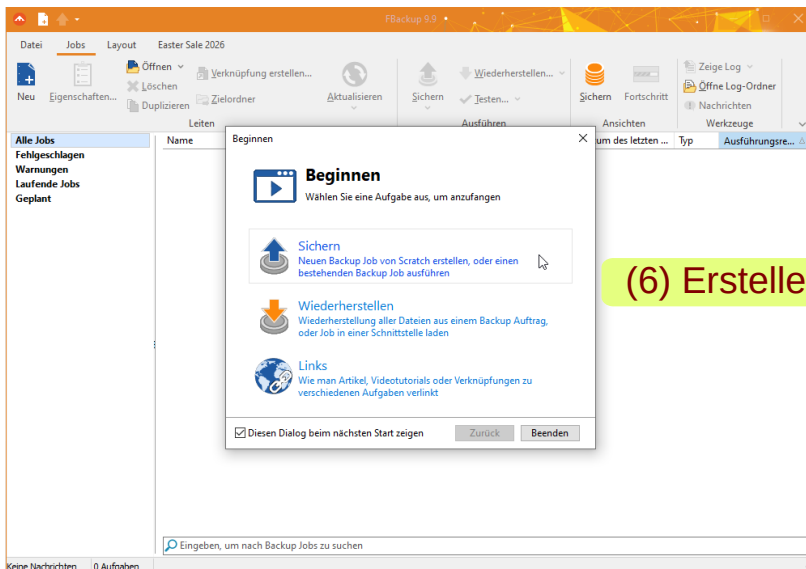 FBackup 9.9
Datei Jobs Layout Easter Sale 2026
Neu
Eigenschaften...
Öffnen
Löschen
Duplizieren
Verknüpfung erstellen...
Zielordner
Aktualisieren
Leiten
Sichern
Wiederherstellen...
Testen...
Ausführen
Sichern
Fortschritt
Ansichten
Zeige Log
Öffne Log-Ordner
Nachrichten
Werkzeuge
Alle Jobs
Fehlgeschlagen
Warnungen
Laufende Jobs
Geplant
Name
um des letzten ...
Typ
Ausführungsre...
Beginnen
Beginnen
Wählen Sie eine Aufgabe aus, um anzufangen
Sichern
Neuen Backup Job von Scratch erstellen, oder einen
bestehenden Backup Job ausführen
Wiederherstellen
Wiederherstellung aller Dateien aus einem Backup Auftrag,
oder Job in einer Schnittstelle laden
Links
Wie man Artikel, Videotutorials oder Verknüpfungen zu
verschiedenen Aufgaben verlinkt
Diesen Dialog beim nächsten Start zeigen
Zurück
Beenden
(6) Erstelle
Eingeben, um nach Backup Jobs zu suchen
Keine Nachrichten 0 Aufgaben